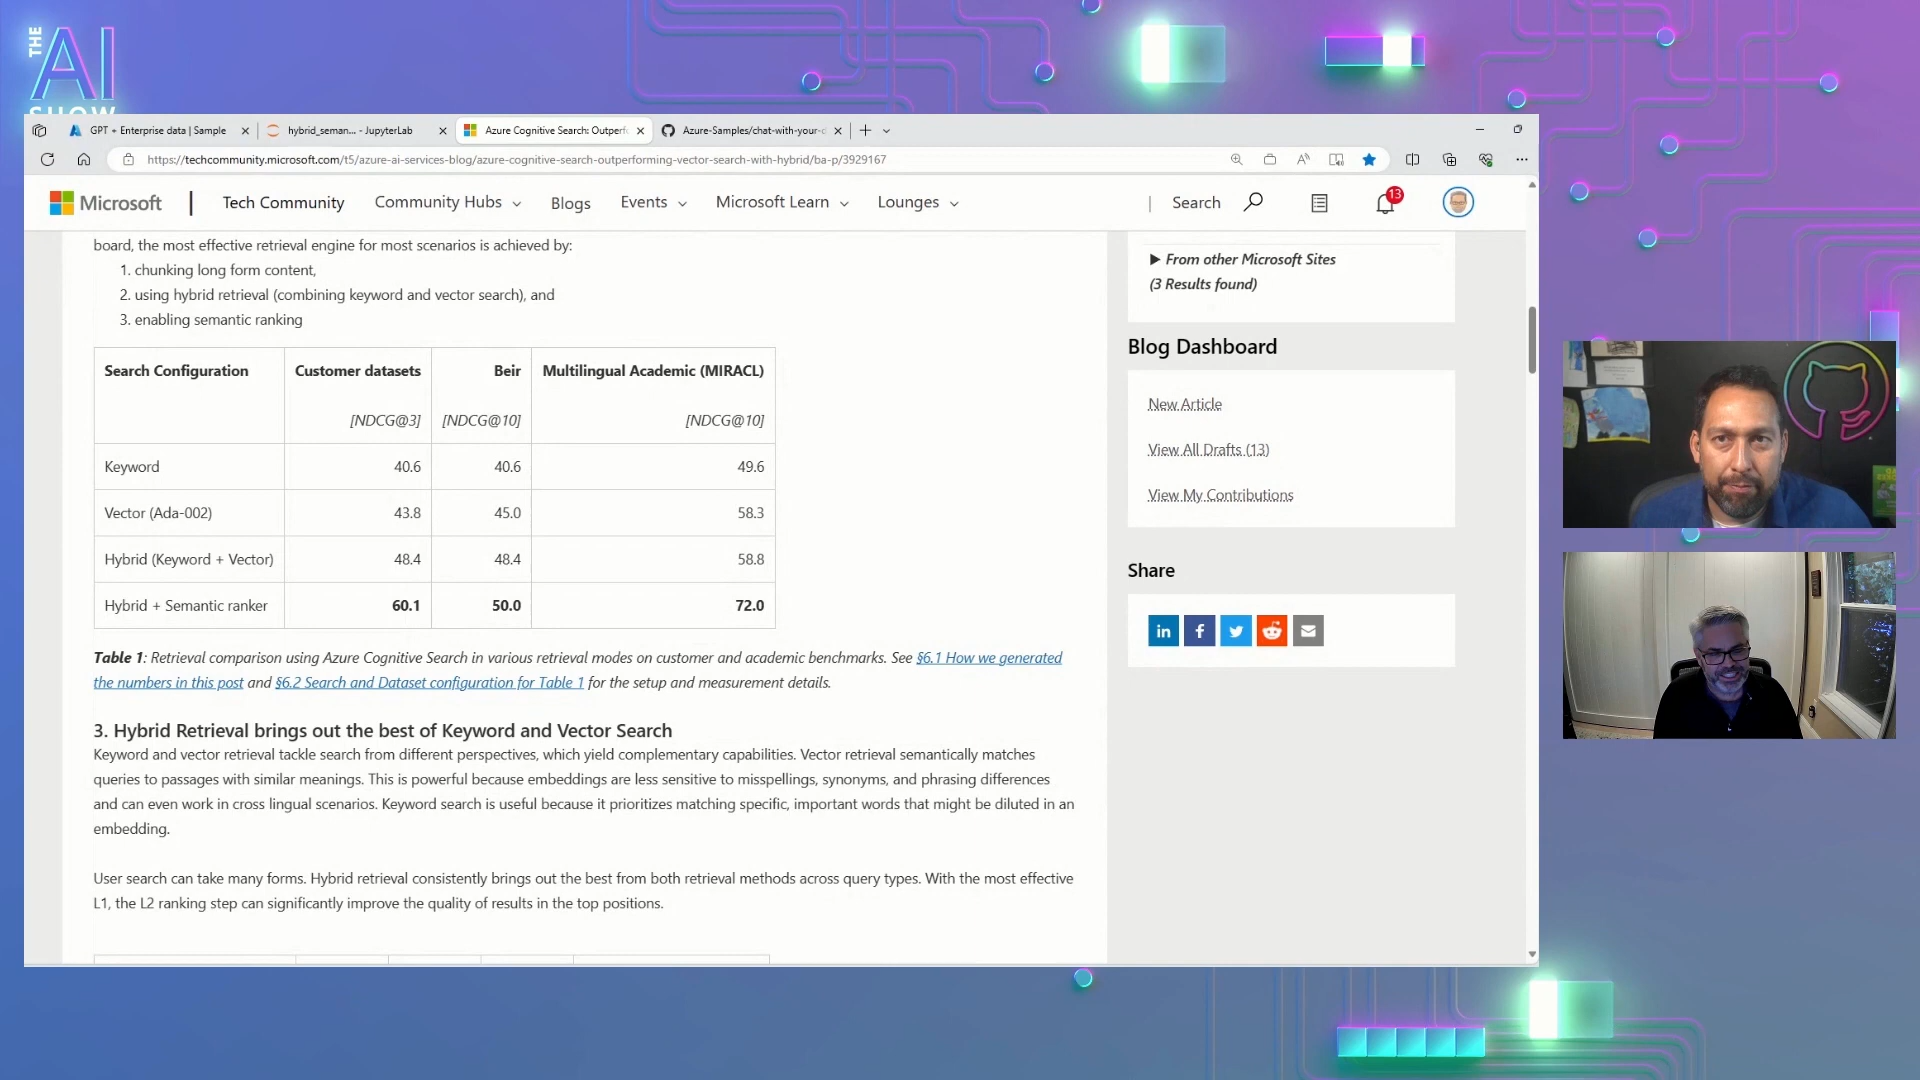 THE
AI
SHOW
GPT + Enterprise data | Sample
hybrid_seman... - JupyterLab
Azure Cognitive Search: Outperf
Azure-Samples/chat-with-your-d
https://techcommunity.microsoft.com/t5/azure-ai-services-blog/azure-cognitive-search-outperforming-vector-search-with-hybrid/ba-p/3929167
Microsoft | Tech Community Community Hubs Blogs Events Microsoft Learn Lounges | Search 13
board, the most effective retrieval engine for most scenarios is achieved by:
1. chunking long form content,
2. using hybrid retrieval (combining keyword and vector search), and
3. enabling semantic ranking
Search Configuration Customer datasets Beir Multilingual Academic (MIRACL)
[NDCG@3] [NDCG@10] [NDCG@10]
Keyword 40.6 40.6 49.6
Vector (Ada-002) 43.8 45.0 58.3
Hybrid (Keyword + Vector) 48.4 48.4 58.8
Hybrid + Semantic ranker 60.1 50.0 72.0
Table 1: Retrieval comparison using Azure Cognitive Search in various retrieval modes on customer and academic benchmarks. See §6.1 How we generated
the numbers in this post and §6.2 Search and Dataset configuration for Table 1 for the setup and measurement details.
3. Hybrid Retrieval brings out the best of Keyword and Vector Search
Keyword and vector retrieval tackle search from different perspectives, which yield complementary capabilities. Vector retrieval semantically matches
queries to passages with similar meanings. This is powerful because embeddings are less sensitive to misspellings, synonyms, and phrasing differences
and can even work in cross lingual scenarios. Keyword search is useful because it prioritizes matching specific, important words that might be diluted in an
embedding.
User search can take many forms. Hybrid retrieval consistently brings out the best from both retrieval methods across query types. With the most effective
L1, the L2 ranking step can significantly improve the quality of results in the top positions.
From other Microsoft Sites
(3 Results found)
Blog Dashboard
New Article
View All Drafts (13)
View My Contributions
Share